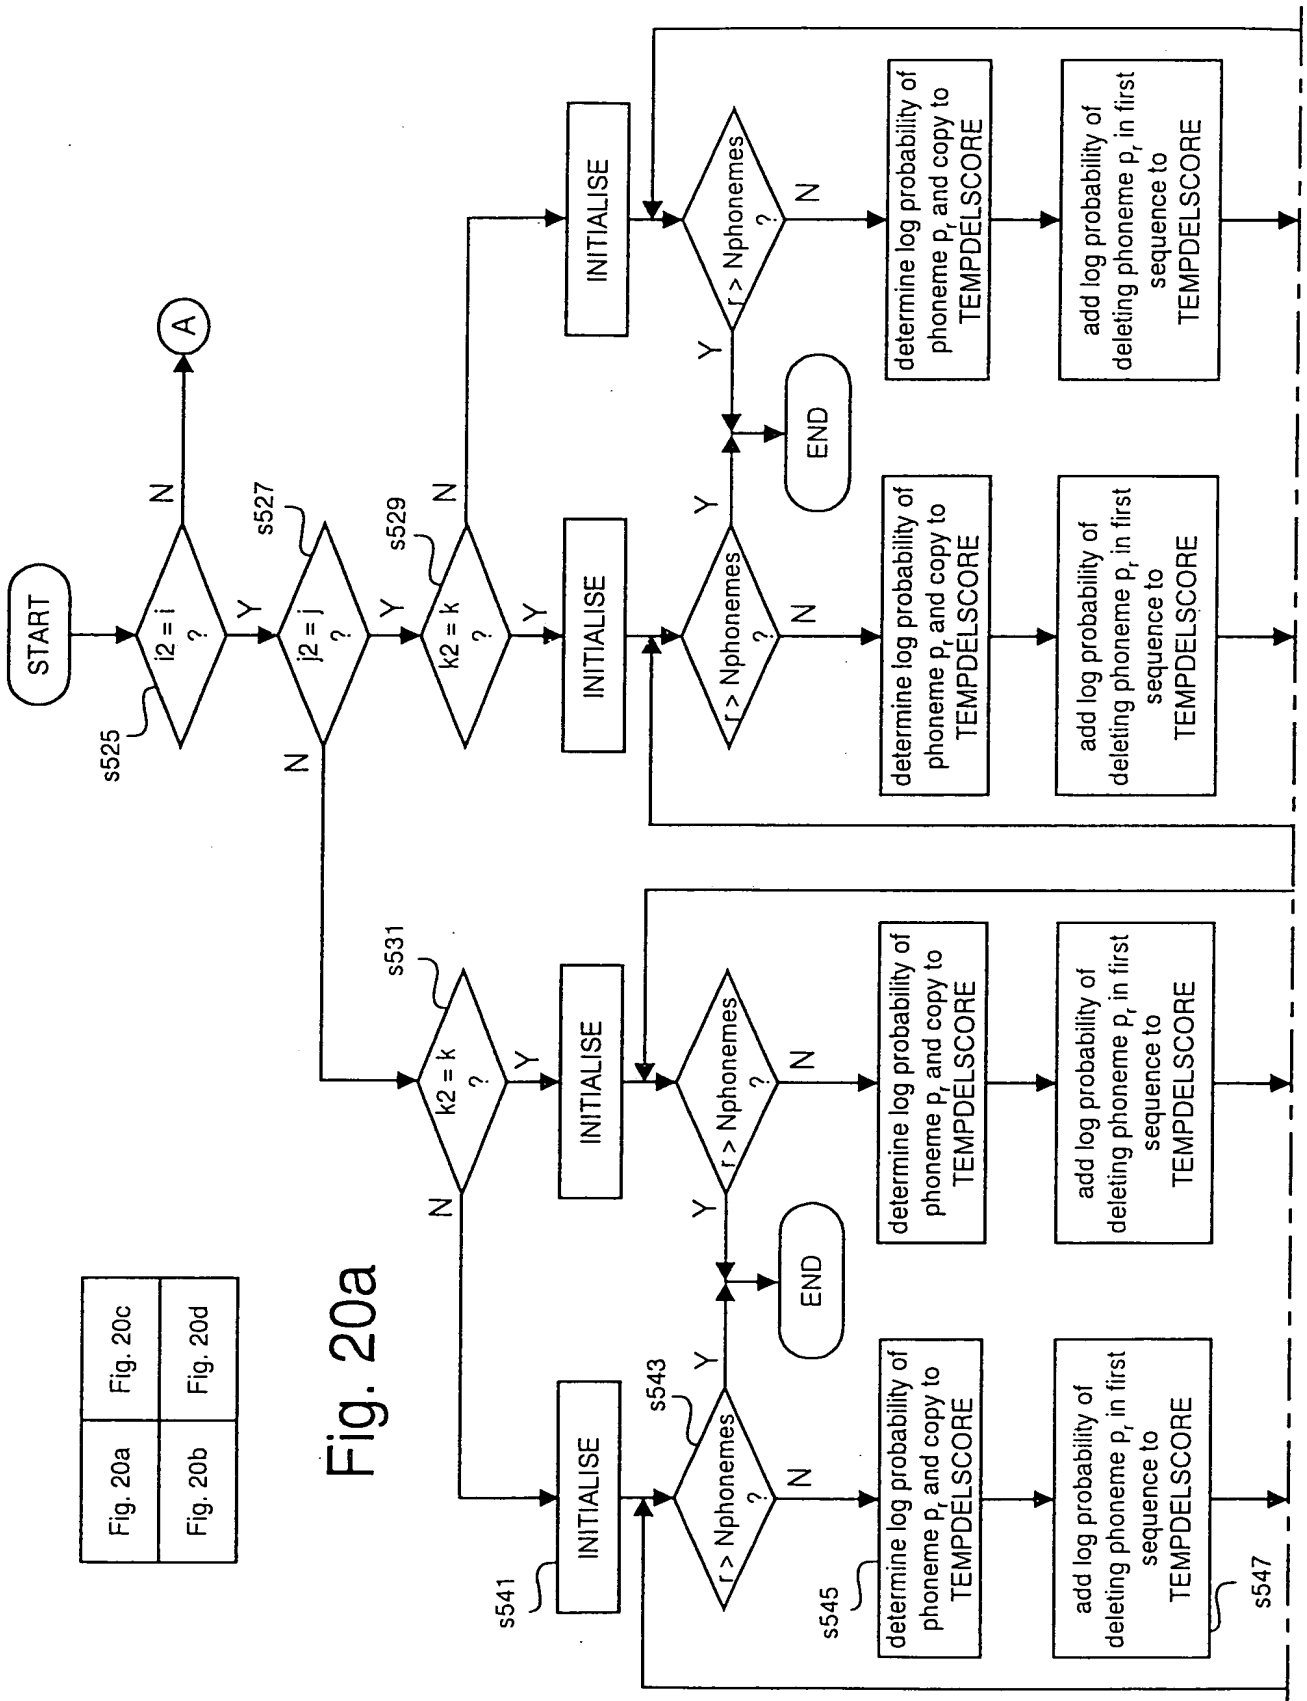 Fig. 20a
Fig. 20c
Fig. 20b
Fig. 20d
Fig. 20a
START
s525
i2 = i
?
N
A
Y
s527
j2 = j
?
N
Y
s529
k2 = k
?
N
Y
s531
k2 = k
?
N
Y
s541
INITIALISE
INITIALISE
INITIALISE
INITIALISE
s543
r > Nphonemes
?
Y
N
r > Nphonemes
?
Y
N
r > Nphonemes
?
Y
N
r > Nphonemes
?
Y
N
END
END
s545
determine log probability of
phoneme pr and copy to
TEMPDELSCORE
determine log probability of
phoneme pr and copy to
TEMPDELSCORE
determine log probability of
phoneme pr and copy to
TEMPDELSCORE
determine log probability of
phoneme pr and copy to
TEMPDELSCORE
add log probability of
deleting phoneme pr in first
sequence to
TEMPDELSCORE
s547
add log probability of
deleting phoneme pr in first
sequence to
TEMPDELSCORE
add log probability of
deleting phoneme pr in first
sequence to
TEMPDELSCORE
add log probability of
deleting phoneme pr in first
sequence to
TEMPDELSCORE